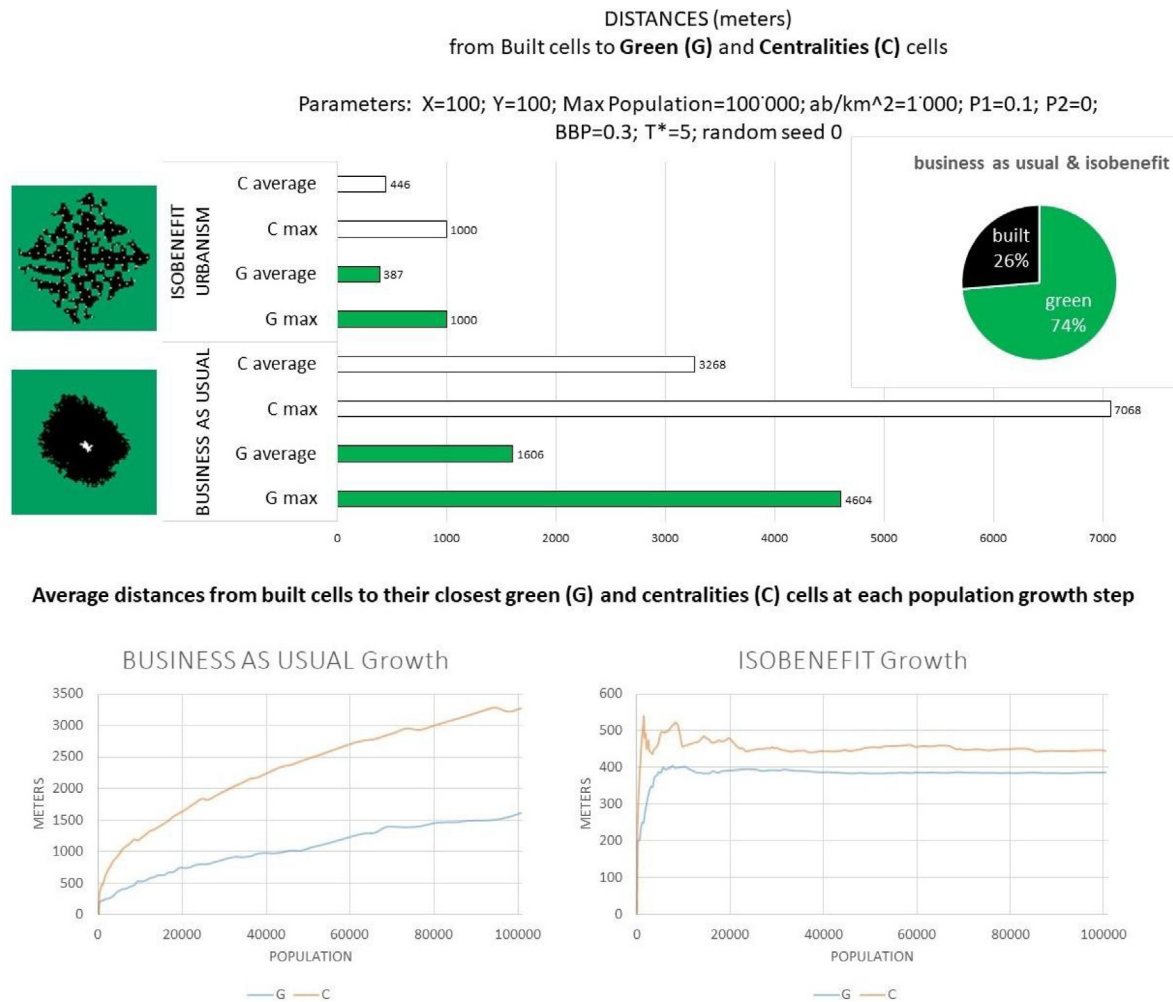 DISTANCES (meters)
from Built cells to Green (G) and Centralities (C) cells
Parameters: X=100; Y=100; Max Population=100˙000; ab/km^2=1˙000; P1=0.1; P2=0;
BBP=0.3; T*=5; random seed 0
business as usual & isobenefit
built
26%
green
74%
ISOBENEFIT
URBANISM
C average
446
C max
1000
G average
387
G max
1000
BUSINESS AS USUAL
C average
3268
C max
7068
G average
1606
G max
4604
0 1000 2000 3000 4000 5000 6000 7000
Average distances from built cells to their closest green (G) and centralities (C) cells at each population growth step
BUSINESS AS USUAL Growth
METERS
3500
3000
2500
2000
1500
1000
500
0
0 20000 40000 60000 80000 100000
POPULATION
G C
ISOBENEFIT Growth
METERS
600
500
400
300
200
100
0
0 20000 40000 60000 80000 100000
POPULATION
G C